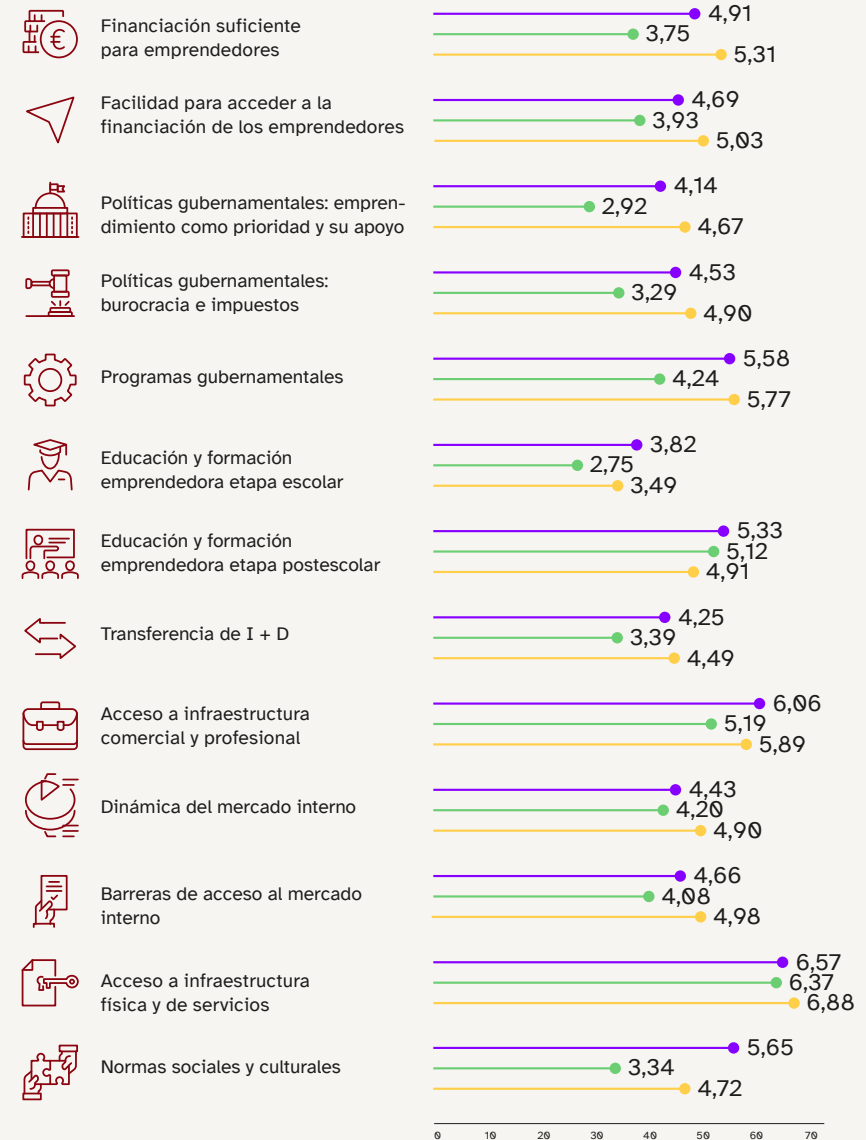 Financiación suficiente
para emprendedores
4,91
3,75
5,31
Facilidad para acceder a la
financiación de los emprendedores
4,69
3,93
5,03
Políticas gubernamentales: empren-
dimiento como prioridad y su apoyo
4,14
2,92
4,67
Políticas gubernamentales:
burocracia e impuestos
4,53
3,29
4,90
Programas gubernamentales
5,58
4,24
5,77
Educación y formación
emprendedora etapa escolar
3,82
2,75
3,49
Educación y formación
emprendedora etapa postescolar
5,33
5,12
4,91
Transferencia de I + D
4,25
3,39
4,49
Acceso a infraestructura
comercial y profesional
6,06
5,19
5,89
Dinámica del mercado interno
4,43
4,20
4,90
Barreras de acceso al mercado
interno
4,66
4,08
4,98
Acceso a infraestructura
física y de servicios
6,57
6,37
6,88
Normas sociales y culturales
5,65
3,34
4,72
0 10 20 30 40 50 60 70